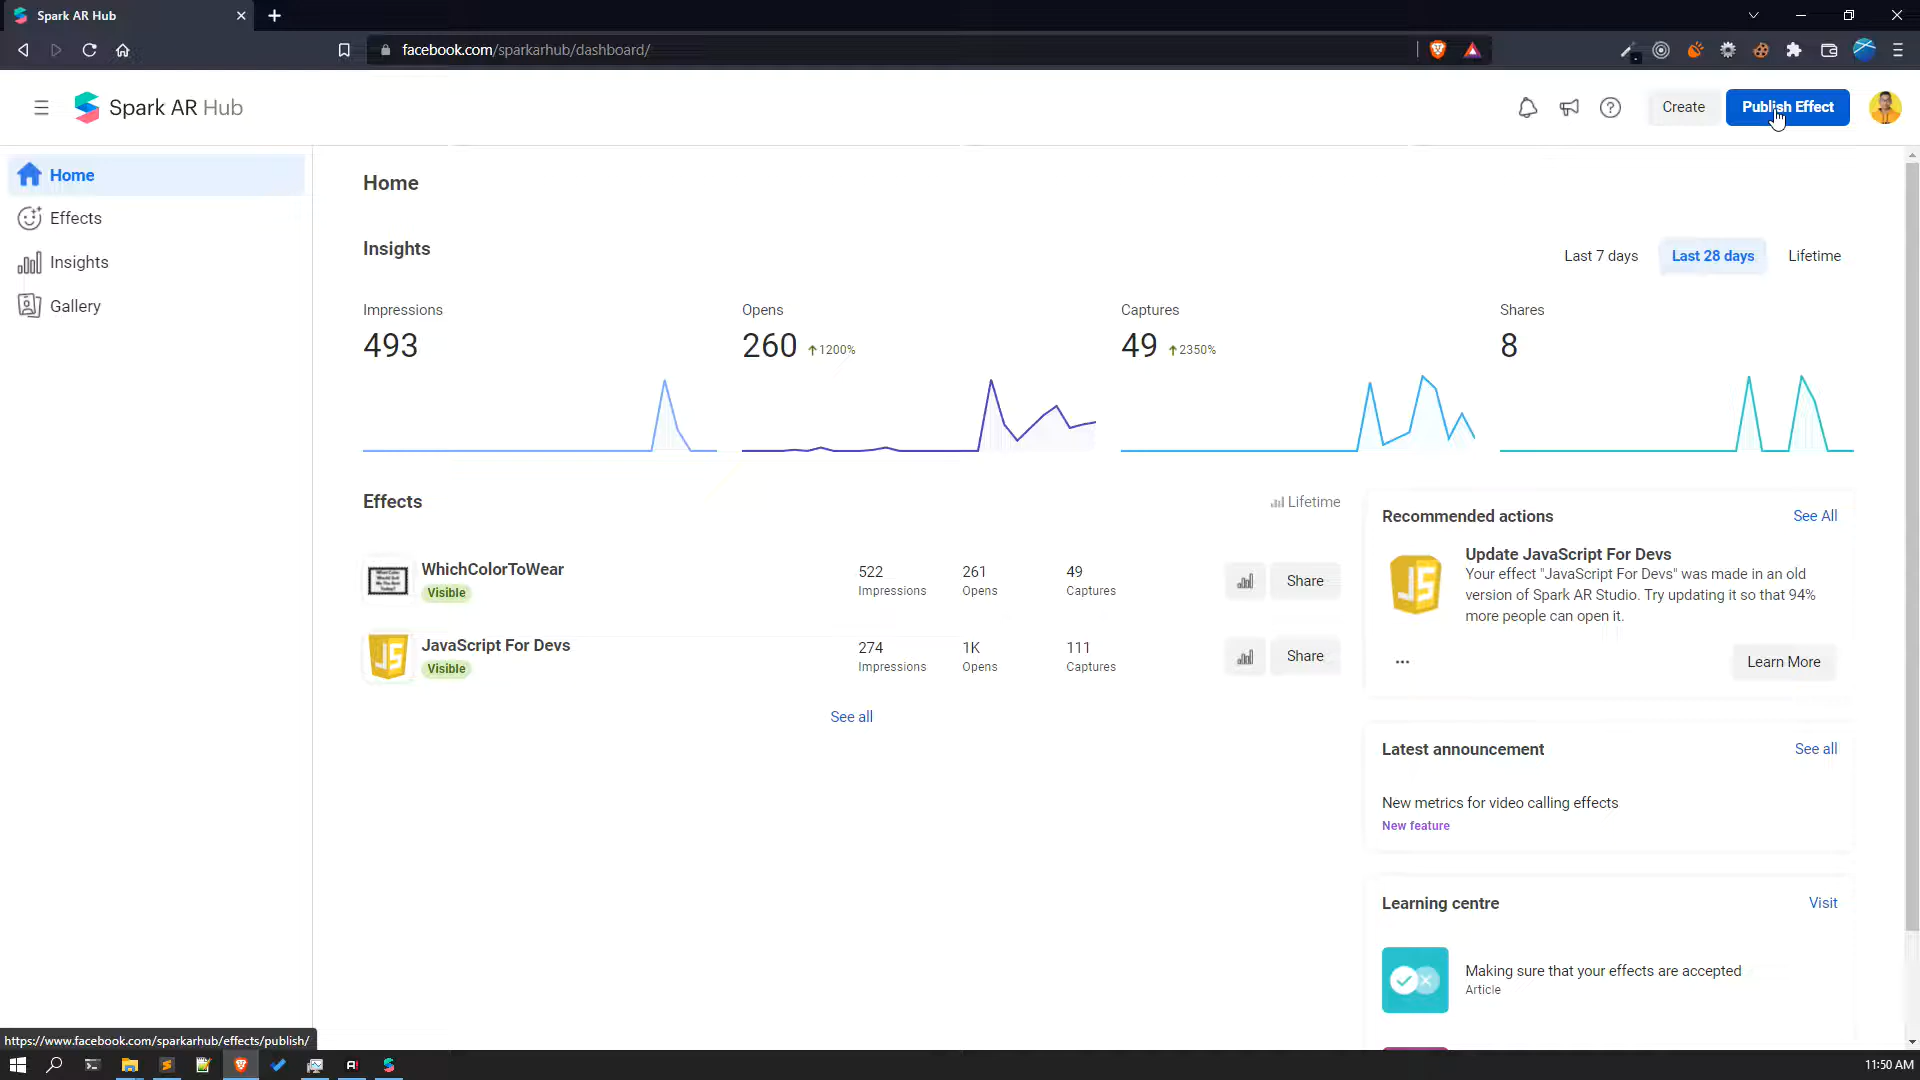 Spark AR Hub
facebook.com/sparkarhub/dashboard/
Spark AR Hub
Create
Publish Effect
Home
Effects
Insights
Gallery
Home
Insights
Last 7 days
Last 28 days
Lifetime
Impressions
493
Opens
260 1200%
Captures
49 2350%
Shares
8
Effects
Lifetime
WhichColorToWear
Visible
522
Impressions
261
Opens
49
Captures
Share
JS
JavaScript For Devs
Visible
274
Impressions
1K
Opens
111
Captures
Share
See all
Recommended actions
See All
JS
Update JavaScript For Devs
Your effect "JavaScript For Devs" was made in an old
version of Spark AR Studio. Try updating it so that 94%
more people can open it.
Learn More
Latest announcement
See all
New metrics for video calling effects
New feature
Learning centre
Visit
Making sure that your effects are accepted
Article
https://www.facebook.com/sparkarhub/effects/publish/
11:50 AM